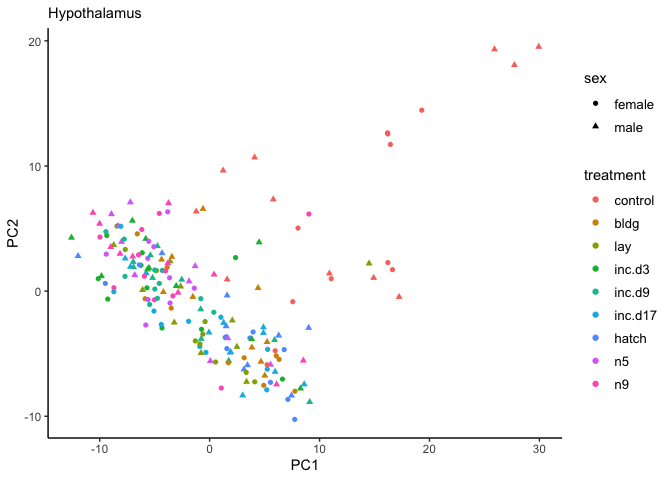 Hypothalamus
20
10
0
-10
PC2
-10
0
10
20
30
PC1
sex
female
male
treatment
control
bldg
lay
inc.d3
inc.d9
inc.d17
hatch
n5
n9